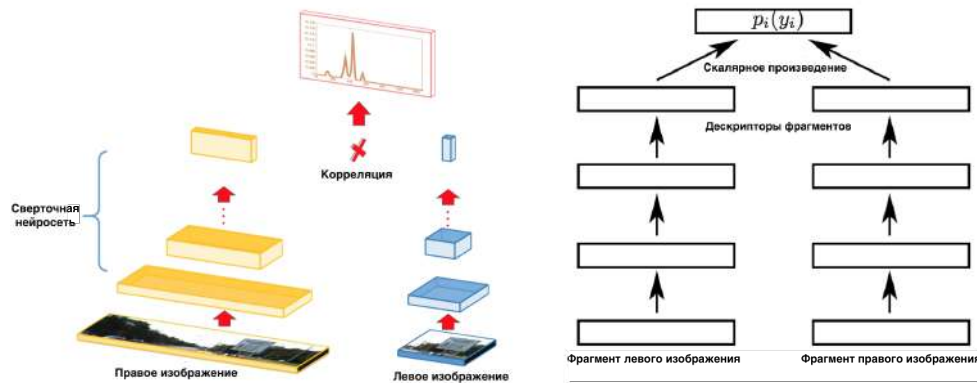 p_i(y_i)
Скалярное произведение
Дескрипторы фрагментов
Корреляция
Сверточная
нейросеть
Правое изображение
Левое изображение
Фрагмент левого изображения
Фрагмент правого изображения